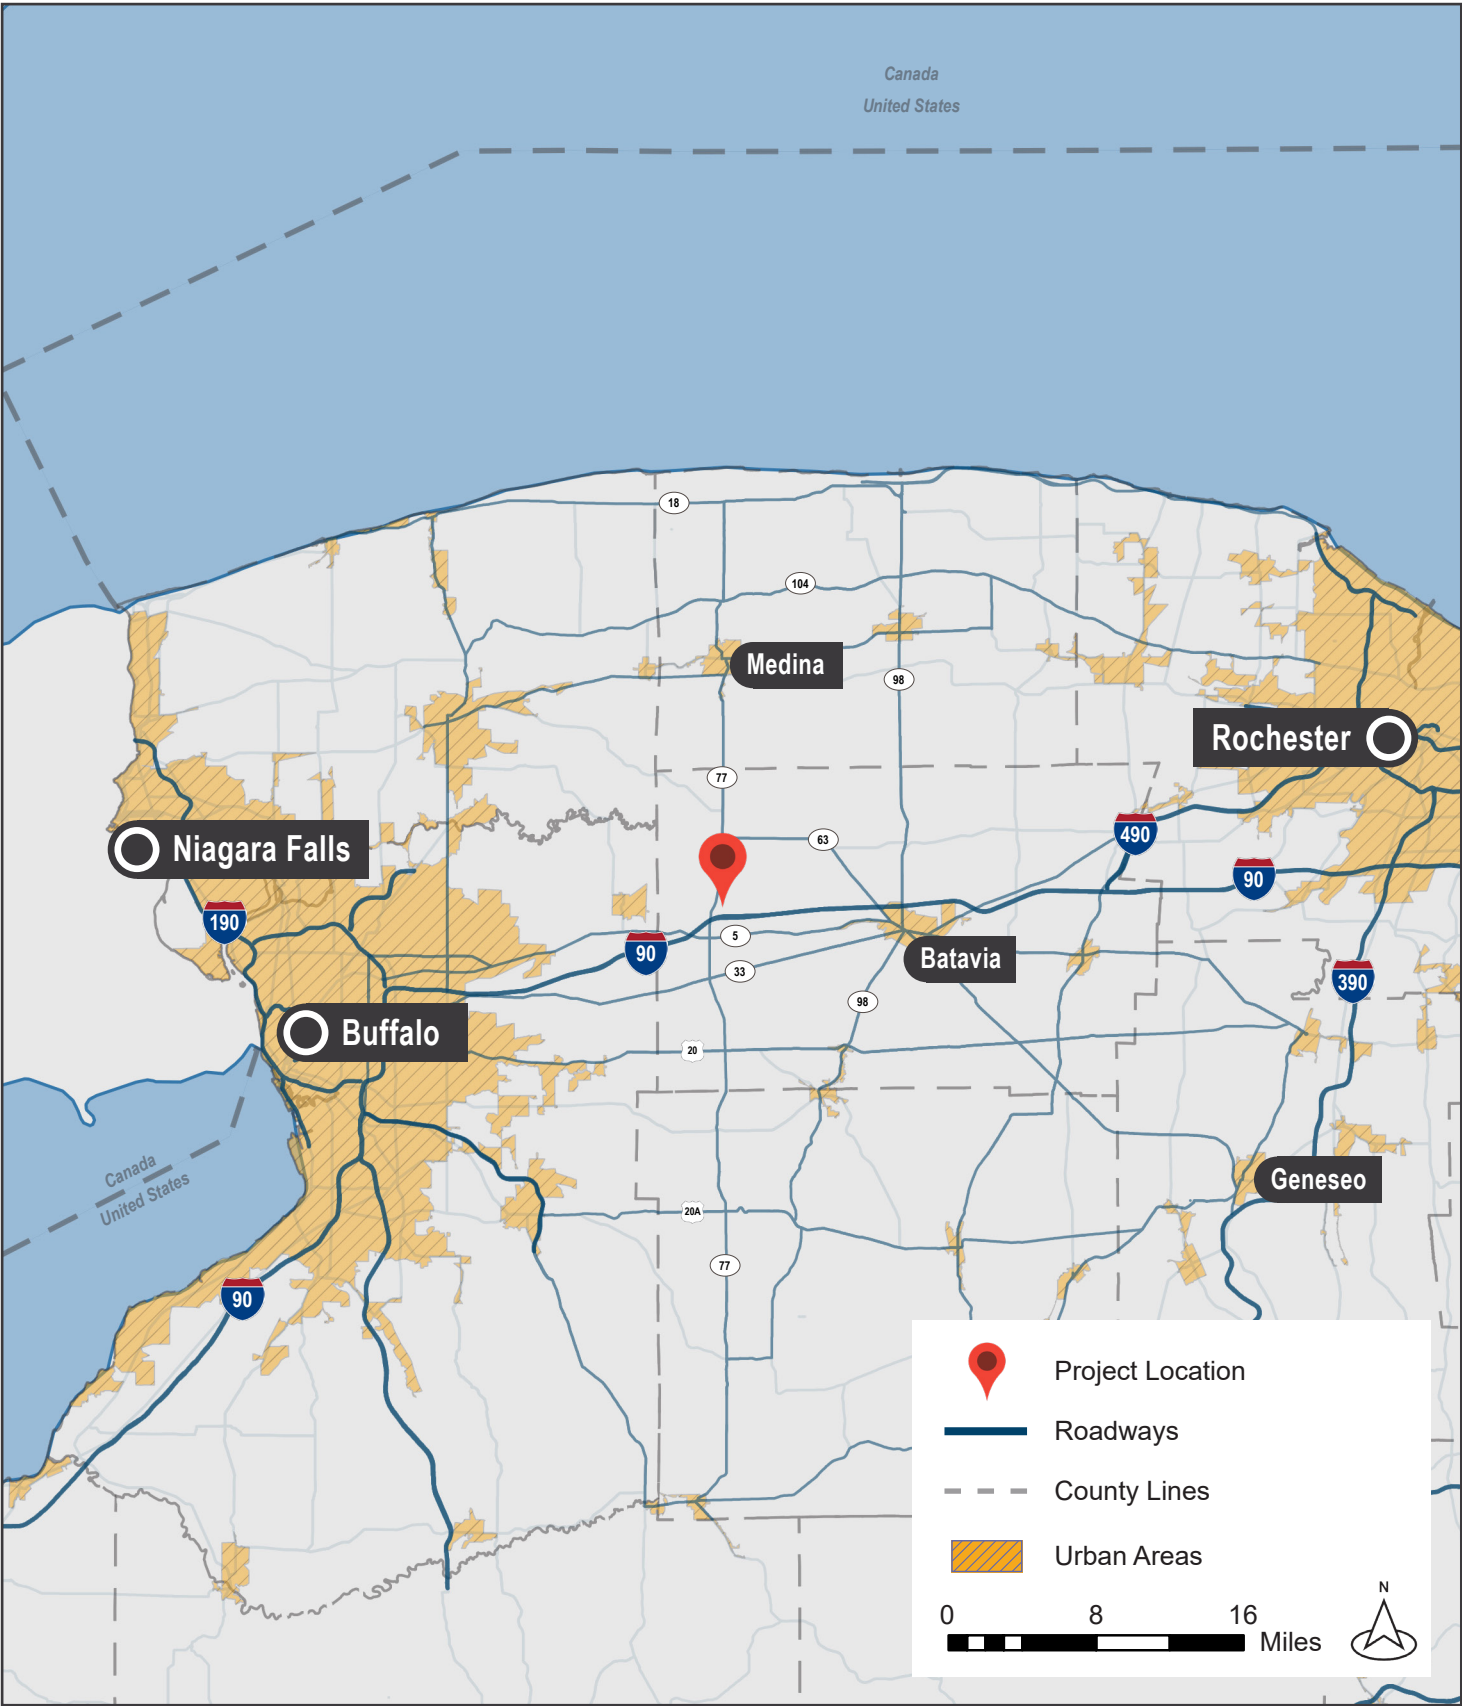 Canada
United States
18
104
Medina
98
Rochester
77
63
490
Niagara Falls
90
190
5
90
Batavia
33
390
98
Buffalo
20
Canada
United States
Geneseo
20A
77
90
Project Location
Roadways
County Lines
Urban Areas
N
0 8 16
Miles